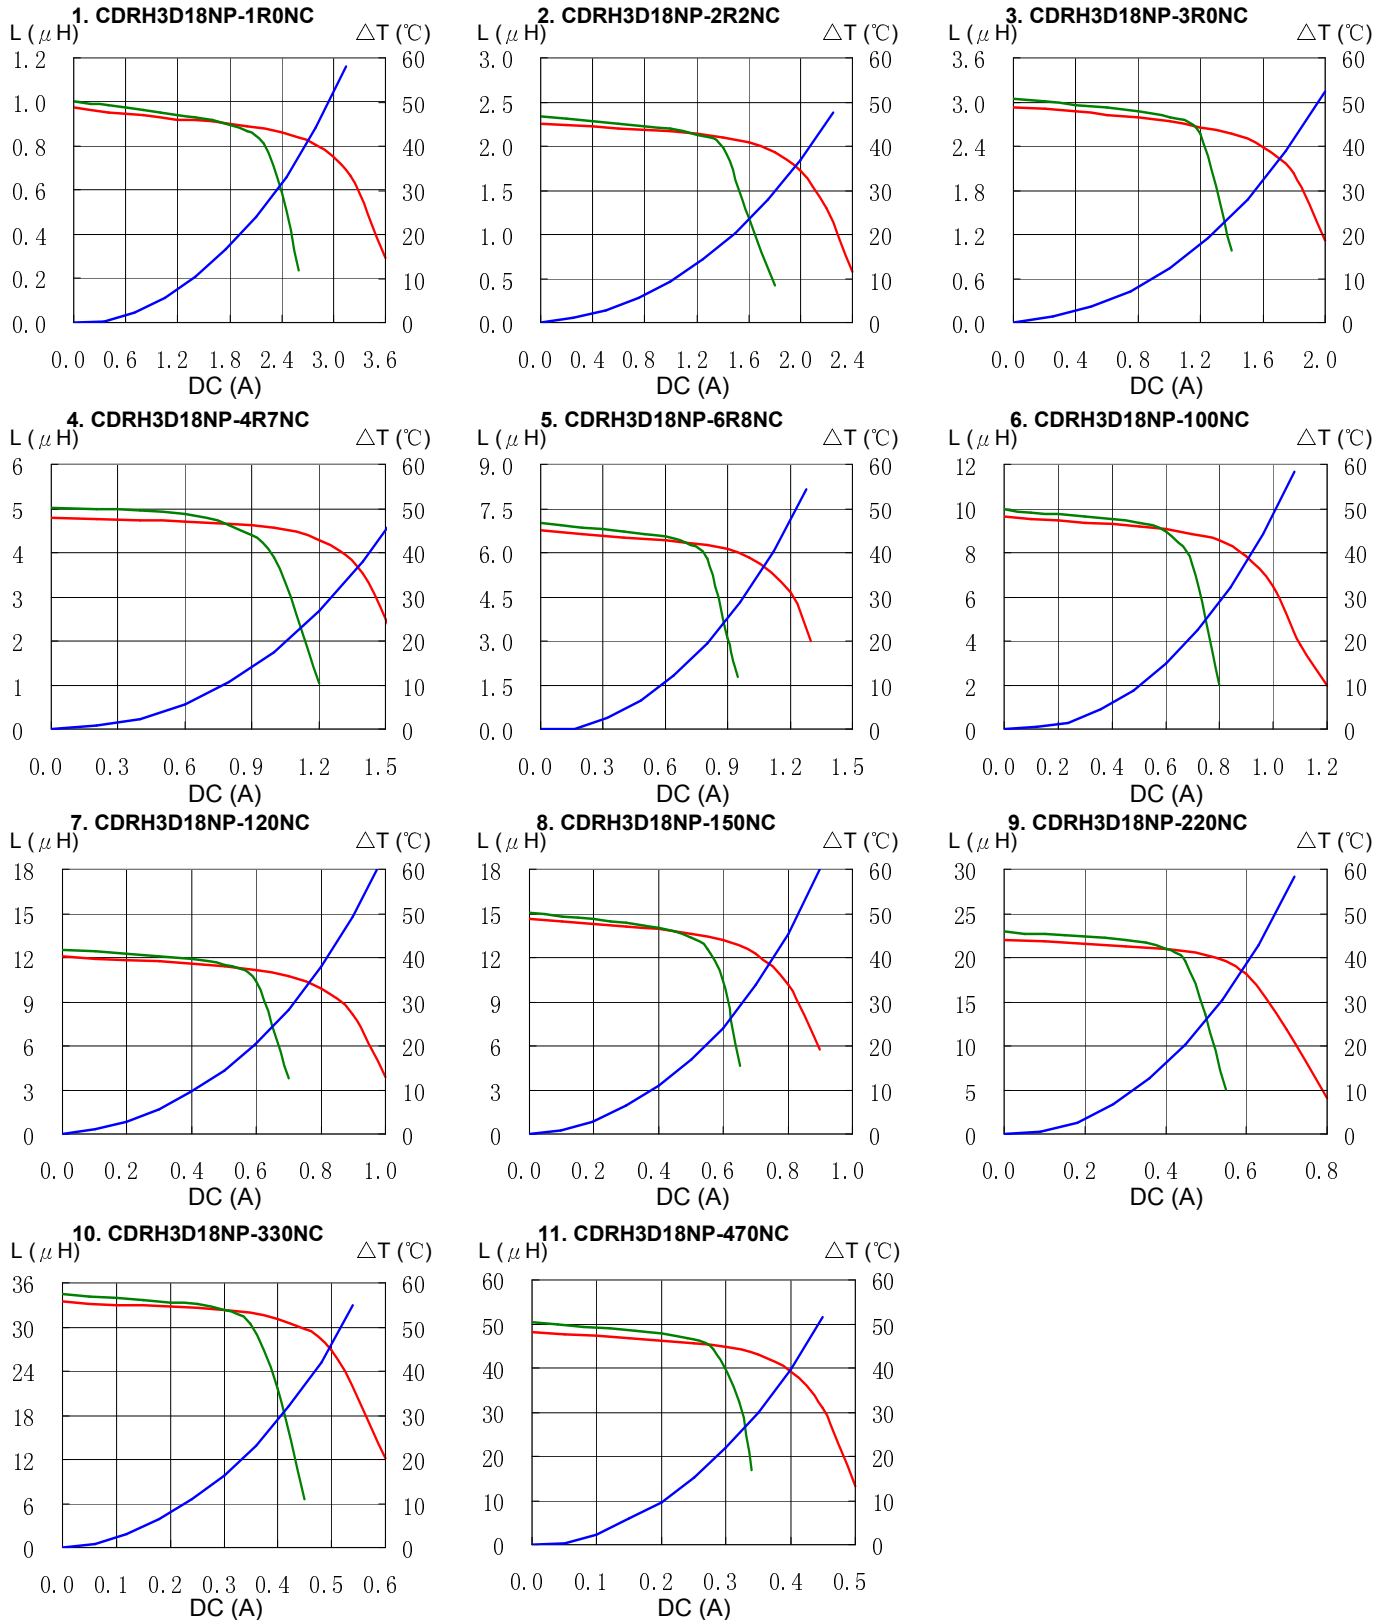 1. CDRH3D18NP-1R0NC
L (μH) △T (℃)
1.2 60
1.0 50
0.8 40
0.6 30
0.4 20
0.2 10
0.0 0
0.0 0.6 1.2 1.8 2.4 3.0 3.6
DC (A)
2. CDRH3D18NP-2R2NC
L (μH) △T (℃)
3.0 60
2.5 50
2.0 40
1.5 30
1.0 20
0.5 10
0.0 0
0.0 0.4 0.8 1.2 1.6 2.0 2.4
DC (A)
3. CDRH3D18NP-3R0NC
L (μH) △T (℃)
3.6 60
3.0 50
2.4 40
1.8 30
1.2 20
0.6 10
0.0 0
0.0 0.4 0.8 1.2 1.6 2.0
DC (A)
4. CDRH3D18NP-4R7NC
L (μH) △T (℃)
6 60
5 50
4 40
3 30
2 20
1 10
0 0
0.0 0.3 0.6 0.9 1.2 1.5
DC (A)
5. CDRH3D18NP-6R8NC
L (μH) △T (℃)
9.0 60
7.5 50
6.0 40
4.5 30
3.0 20
1.5 10
0.0 0
0.0 0.3 0.6 0.9 1.2 1.5
DC (A)
6. CDRH3D18NP-100NC
L (μH) △T (℃)
12 60
10 50
8 40
6 30
4 20
2 10
0 0
0.0 0.2 0.4 0.6 0.8 1.0 1.2
DC (A)
7. CDRH3D18NP-120NC
L (μH) △T (℃)
18 60
15 50
12 40
9 30
6 20
3 10
0 0
0.0 0.2 0.4 0.6 0.8 1.0
DC (A)
8. CDRH3D18NP-150NC
L (μH) △T (℃)
18 60
15 50
12 40
9 30
6 20
3 10
0 0
0.0 0.2 0.4 0.6 0.8 1.0
DC (A)
9. CDRH3D18NP-220NC
L (μH) △T (℃)
30 60
25 50
20 40
15 30
10 20
5 10
0 0
0.0 0.2 0.4 0.6 0.8
DC (A)
10. CDRH3D18NP-330NC
L (μH) △T (℃)
36 60
30 50
24 40
18 30
12 20
6 10
0 0
0.0 0.1 0.2 0.3 0.4 0.5 0.6
DC (A)
11. CDRH3D18NP-470NC
L (μH) △T (℃)
60 60
50 50
40 40
30 30
20 20
10 10
0 0
0.0 0.1 0.2 0.3 0.4 0.5
DC (A)